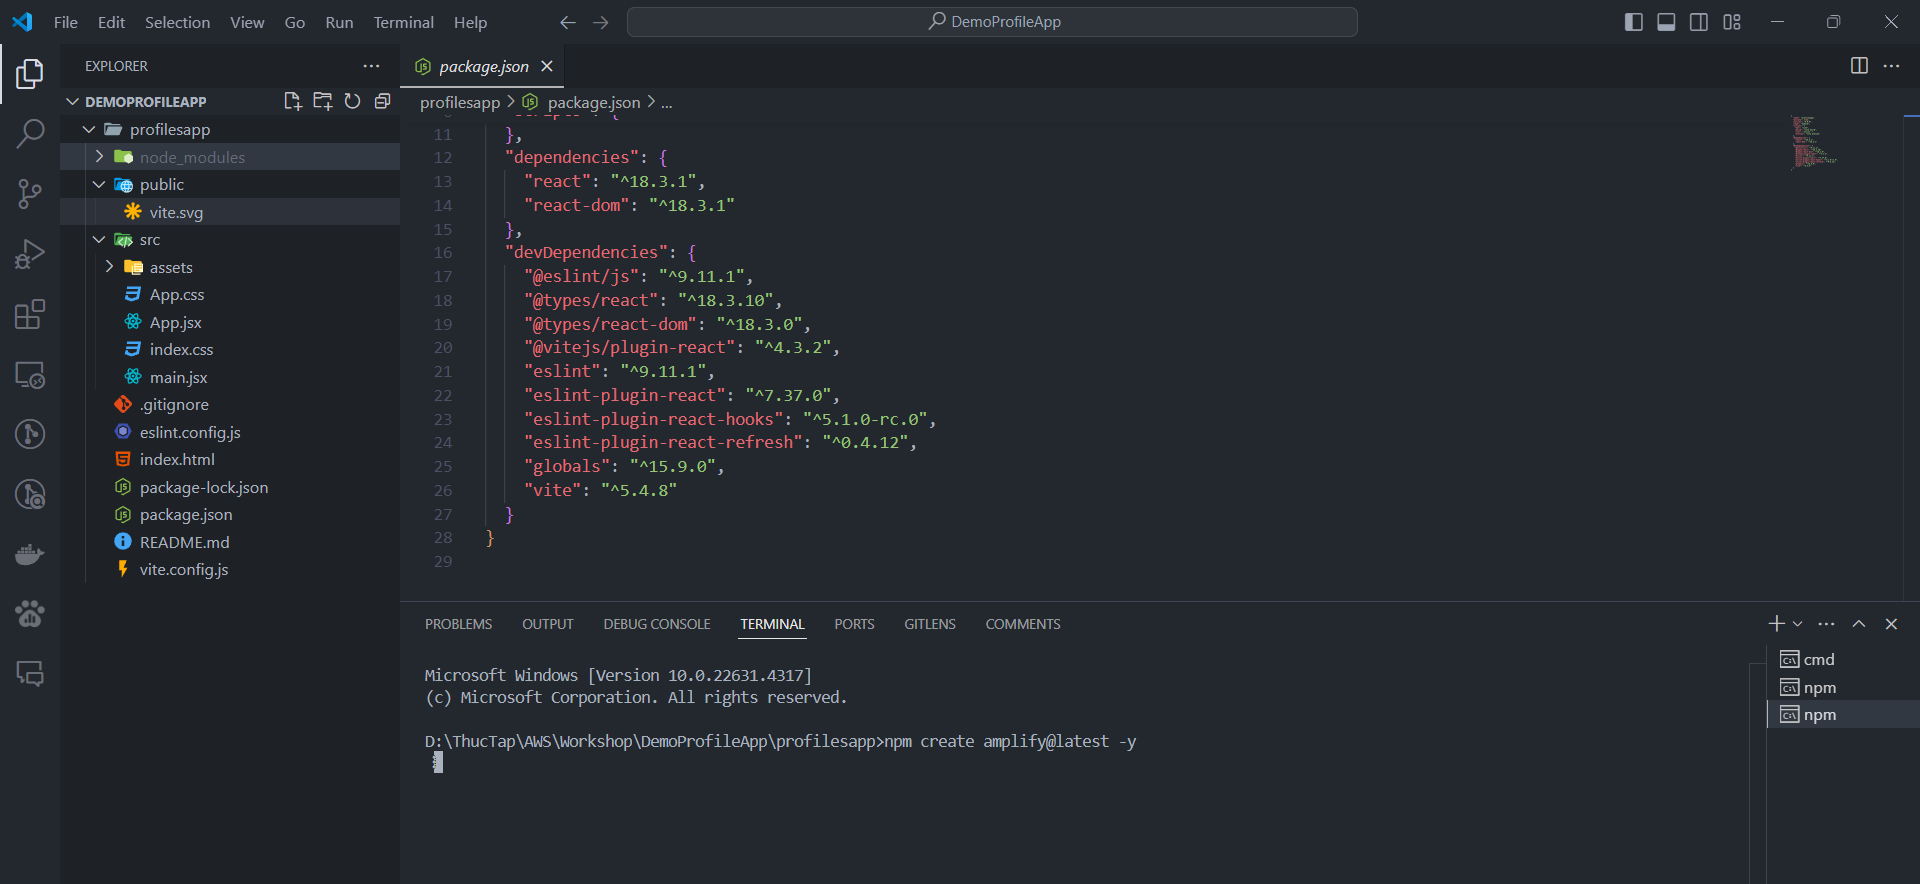 File Edit Selection View Go Run Terminal Help
DemoProfileApp
EXPLORER
DEMOPROFILEAPP
profilesapp
node_modules
public
vite.svg
src
assets
App.css
App.jsx
index.css
main.jsx
.gitignore
eslint.config.js
index.html
package-lock.json
package.json
README.md
vite.config.js
package.json
profilesapp > package.json > ...
11 },
12 "dependencies": {
13 "react": "^18.3.1",
14 "react-dom": "^18.3.1"
15 },
16 "devDependencies": {
17 "@eslint/js": "^9.11.1",
18 "@types/react": "^18.3.10",
19 "@types/react-dom": "^18.3.0",
20 "@vitejs/plugin-react": "^4.3.2",
21 "eslint": "^9.11.1",
22 "eslint-plugin-react": "^7.37.0",
23 "eslint-plugin-react-hooks": "^5.1.0-rc.0",
24 "eslint-plugin-react-refresh": "^0.4.12",
25 "globals": "^15.9.0",
26 "vite": "^5.4.8"
27 }
28 }
29
PROBLEMS OUTPUT DEBUG CONSOLE TERMINAL PORTS GITLENS COMMENTS
Microsoft Windows [Version 10.0.22631.4317]
(c) Microsoft Corporation. All rights reserved.
D:\ThucTap\AWS\Workshop\DemoProfileApp\profilesapp>npm create amplify@latest -y
cmd
npm
npm